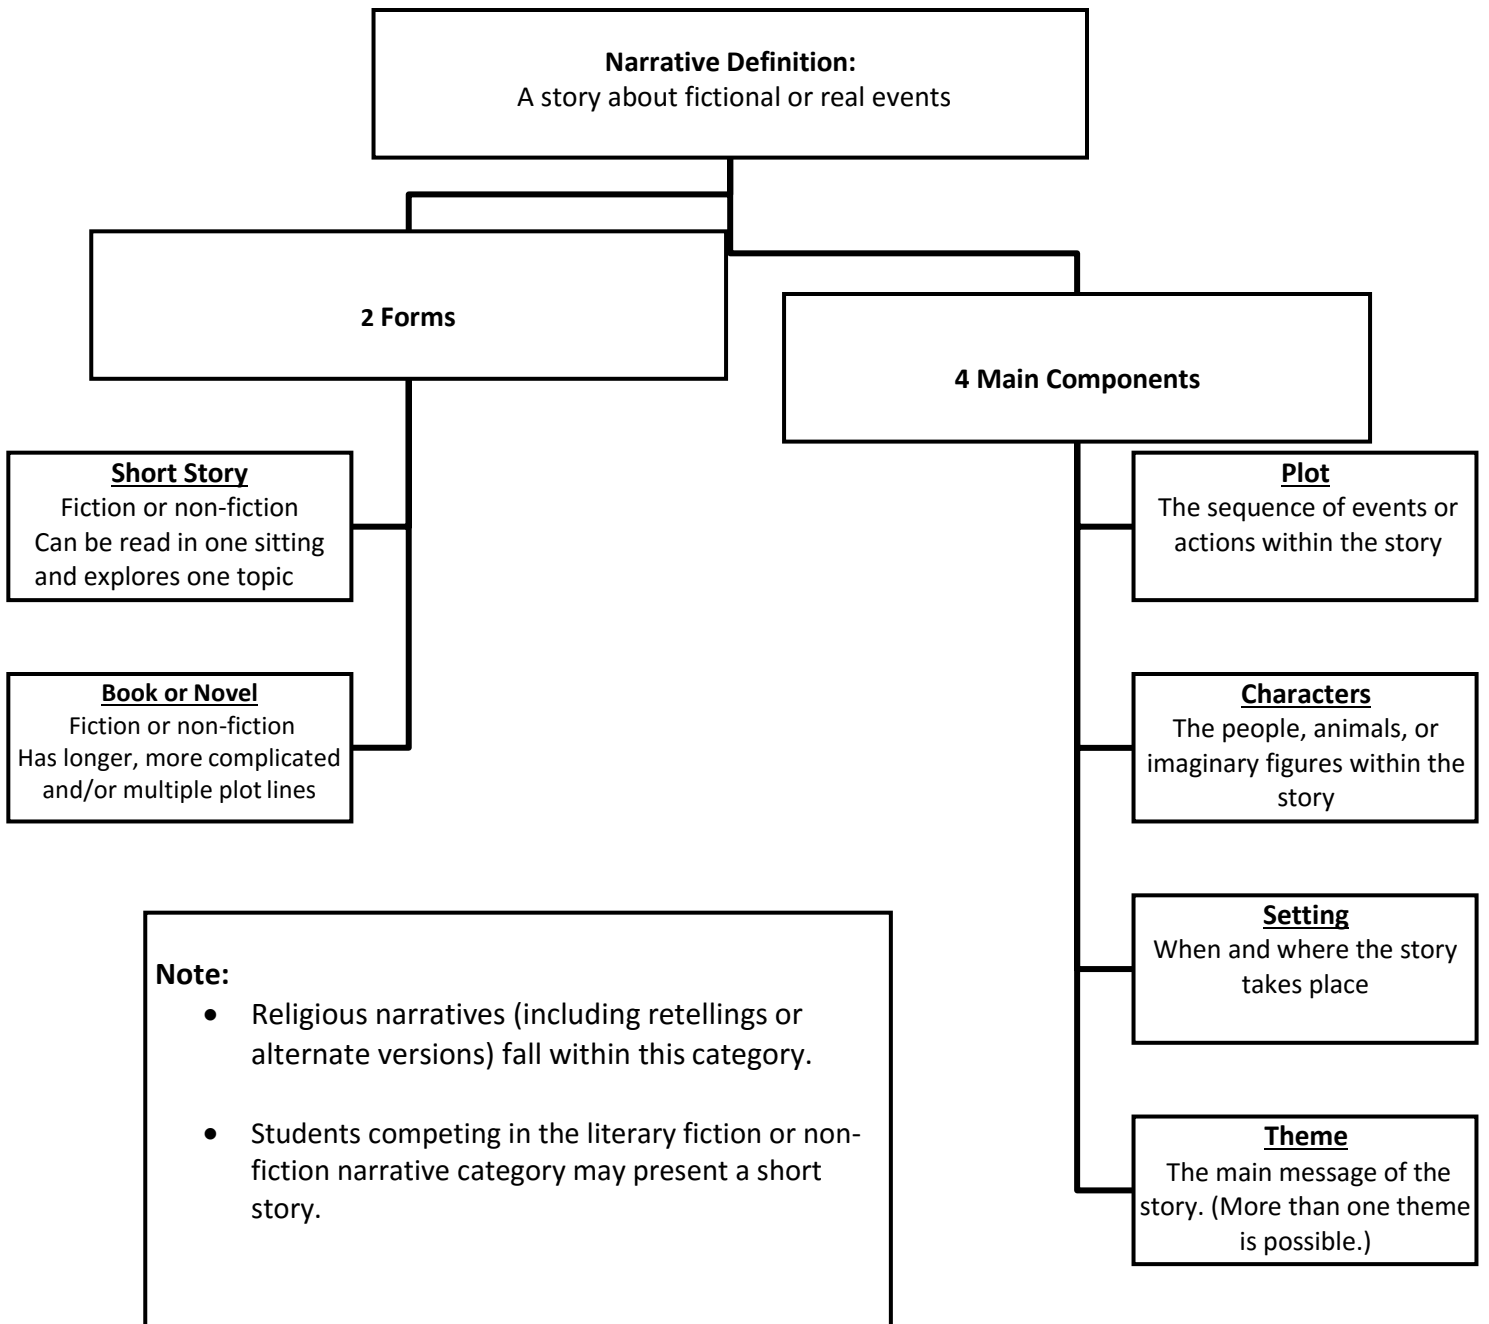 Narrative Definition:
A story about fictional or real events
2 Forms
4 Main Components
Short Story
Fiction or non-fiction
Can be read in one sitting
and explores one topic
Book or Novel
Fiction or non-fiction
Has longer, more complicated
and/or multiple plot lines
Plot
The sequence of events or
actions within the story
Characters
The people, animals, or
imaginary figures within the
story
Setting
When and where the story
takes place
Theme
The main message of the
story. (More than one theme
is possible.)
Note:
• Religious narratives (including retellings or
alternate versions) fall within this category.
• Students competing in the literary fiction or non-
fiction narrative category may present a short
story.